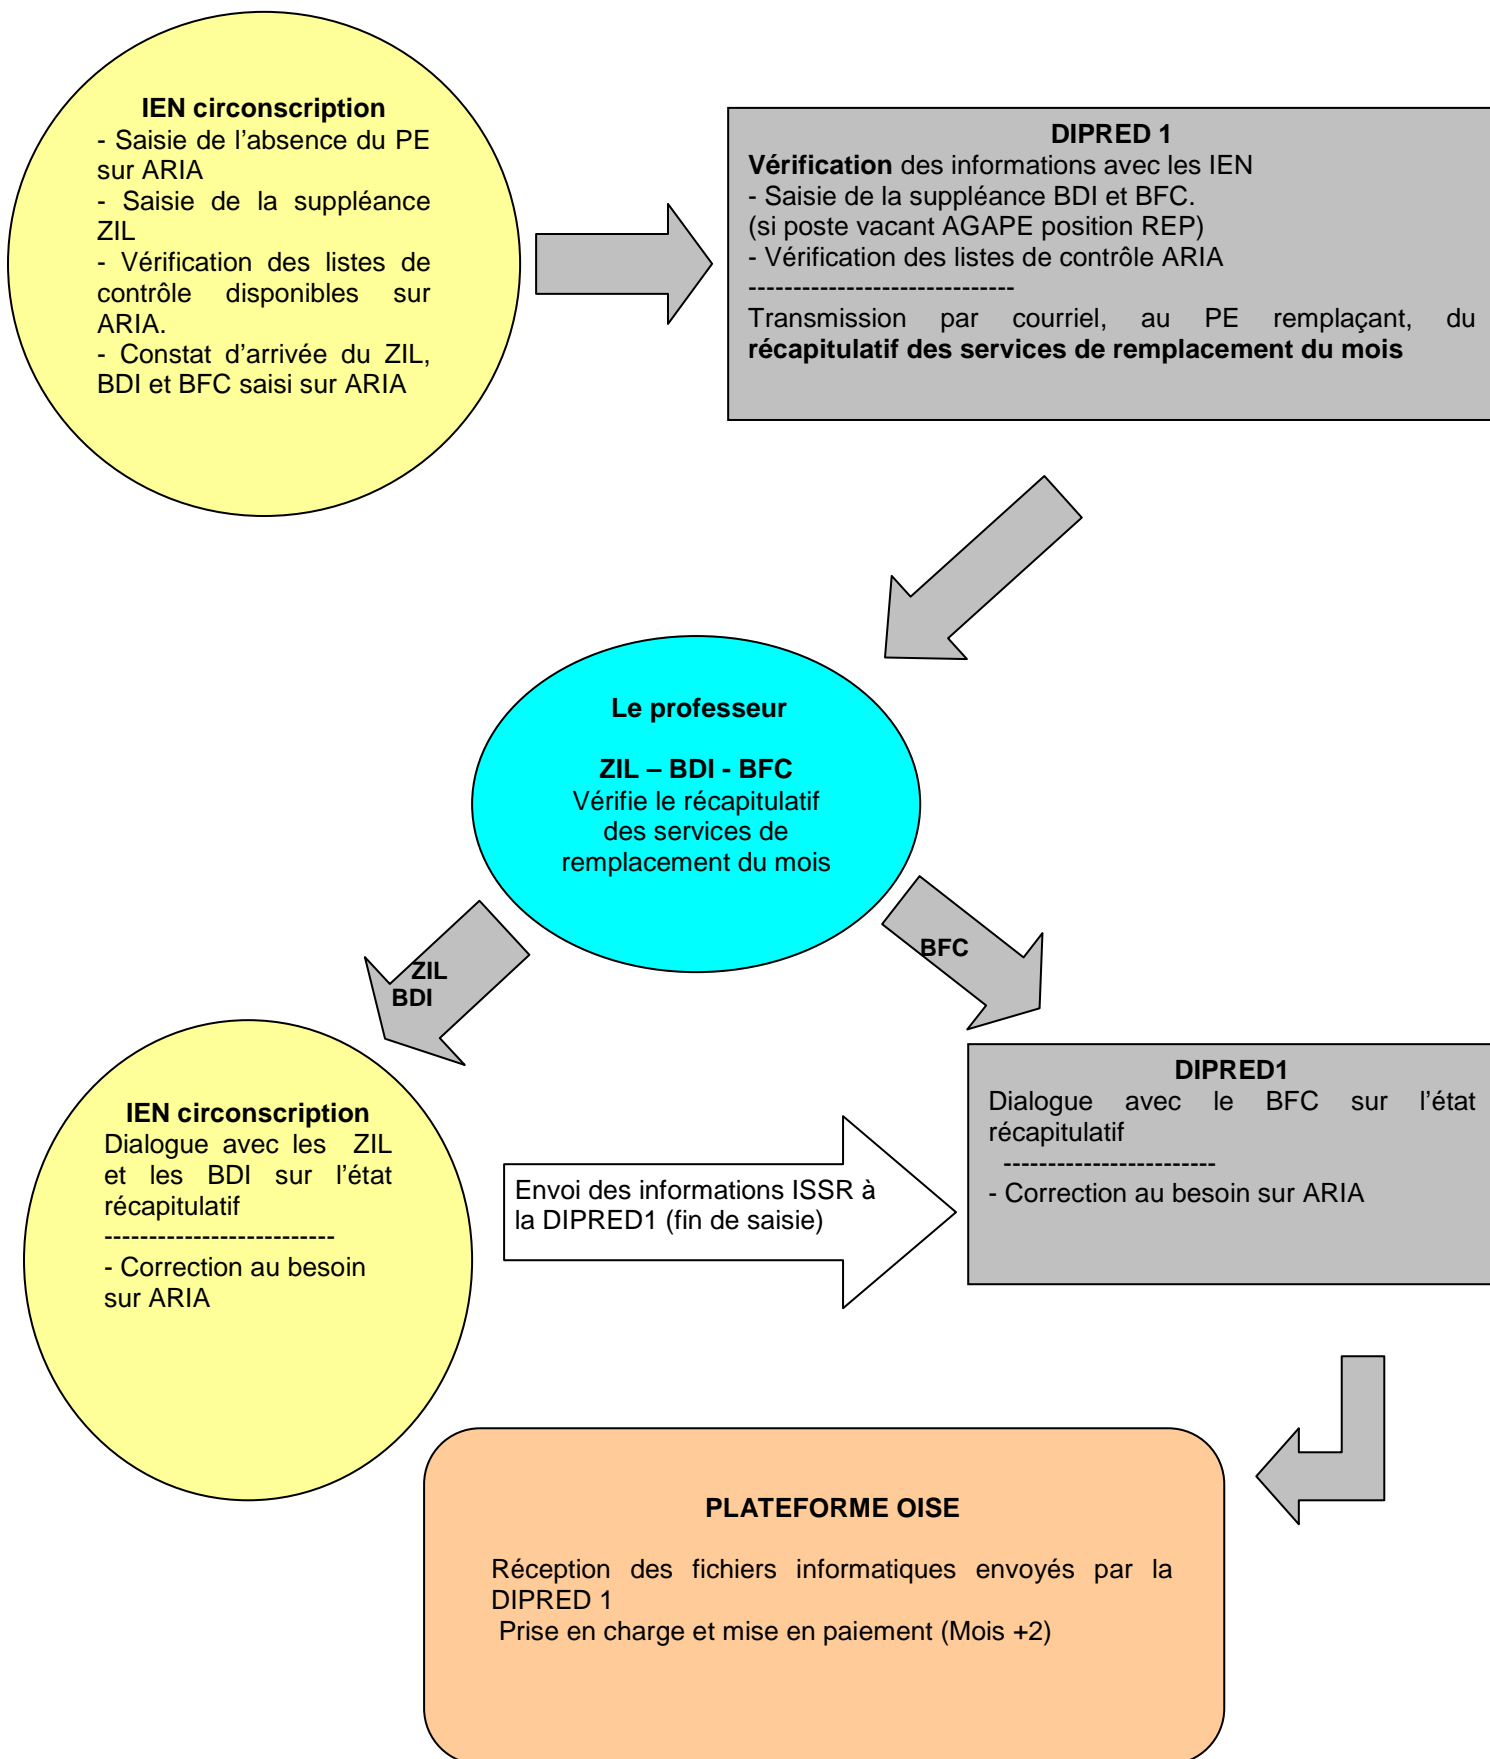 IEN circonscription
- Saisie de l’absence du PE
sur ARIA
- Saisie de la suppléance
ZIL
- Vérification des listes de
contrôle disponibles sur
ARIA.
- Constat d’arrivée du ZIL,
BDI et BFC saisi sur ARIA
DIPRED 1
Vérification des informations avec les IEN
- Saisie de la suppléance BDI et BFC.
(si poste vacant AGAPE position REP)
- Vérification des listes de contrôle ARIA
------------------------------
Transmission par courriel, au PE remplaçant, du
récapitulatif des services de remplacement du mois
Le professeur
ZIL – BDI - BFC
Vérifie le récapitulatif
des services de
remplacement du mois
ZIL
BDI
BFC
IEN circonscription
Dialogue avec les ZIL
et les BDI sur l’état
récapitulatif
--------------------------
- Correction au besoin
sur ARIA
Envoi des informations ISSR à
la DIPRED1 (fin de saisie)
DIPRED1
Dialogue avec le BFC sur l’état
récapitulatif
------------------------
- Correction au besoin sur ARIA
PLATEFORME OISE
Réception des fichiers informatiques envoyés par la
DIPRED 1
Prise en charge et mise en paiement (Mois +2)